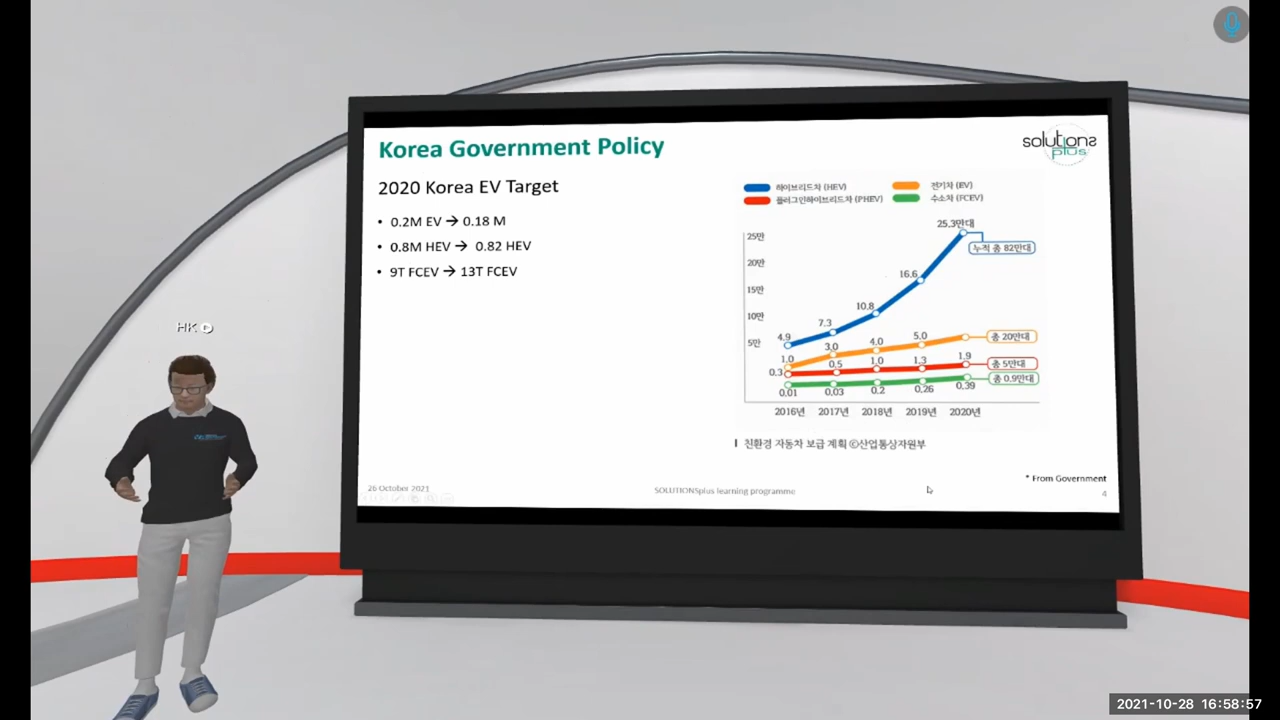 Korea Government Policy
solutions
plus
2020 Korea EV Target
• 0.2M EV → 0.18 M
• 0.8M HEV → 0.82 HEV
• 9T FCEV → 13T FCEV
하이브리드차 (HEV)
전기차 (EV)
플러그인하이브리드차 (PHEV)
수소차 (FCEV)
25.3만대
25만
누적 총 82만대
20만
16.6
15만
10.8
10만
7.3
5만
4.9
3.0
4.0
5.0
총 20만대
1.0
0.5
1.0
1.3
1.9
총 5만대
0.3
총 0.9만대
0.01
0.03
0.2
0.26
0.39
2016년 2017년 2018년 2019년 2020년
친환경 자동차 보급 계획 ©산업통상자원부
* From Government
26 October 2021
SOLUTIONSplus learning programme
4
HK
2021-10-28 16:58:57